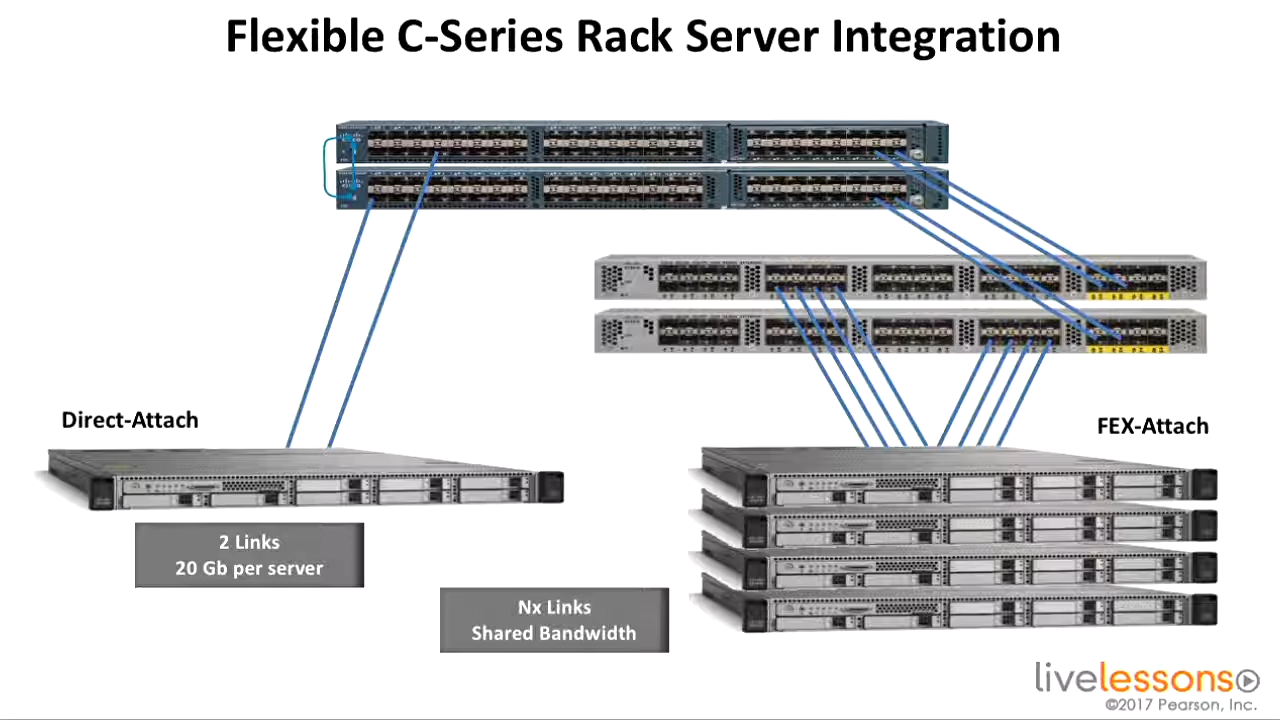 Flexible C-Series Rack Server Integration
Direct-Attach
FEX-Attach
2 Links
20 Gb per server
Nx Links
Shared Bandwidth
livelessons
©2017 Pearson, Inc.